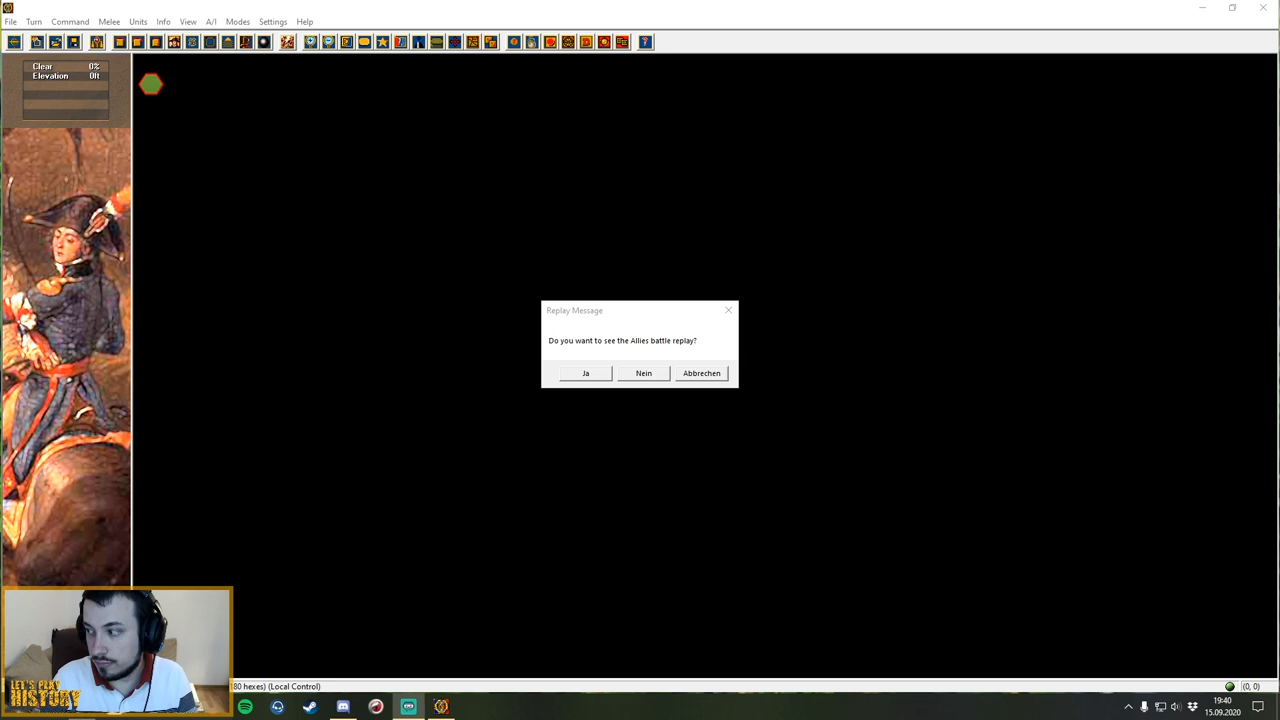 File Turn Command Melee Units Info View A/I Modes Settings Help
Clear 0%
Elevation 0ft
Replay Message
Do you want to see the Allies battle replay?
Ja Nein Abbrechen
LET'S PLAY
HISTORY
80 hexes) (Local Control)
(0, 0)
19:40
15.09.2020